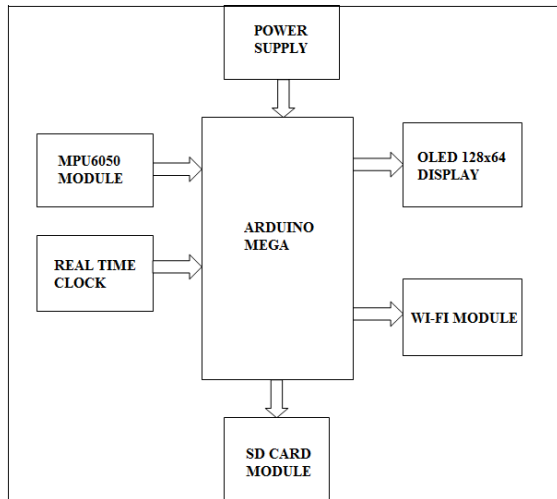 POWER
SUPPLY
MPU6050
MODULE
OLED 128x64
DISPLAY
ARDUINO
MEGA
REAL TIME
CLOCK
WI-FI MODULE
SD CARD
MODULE